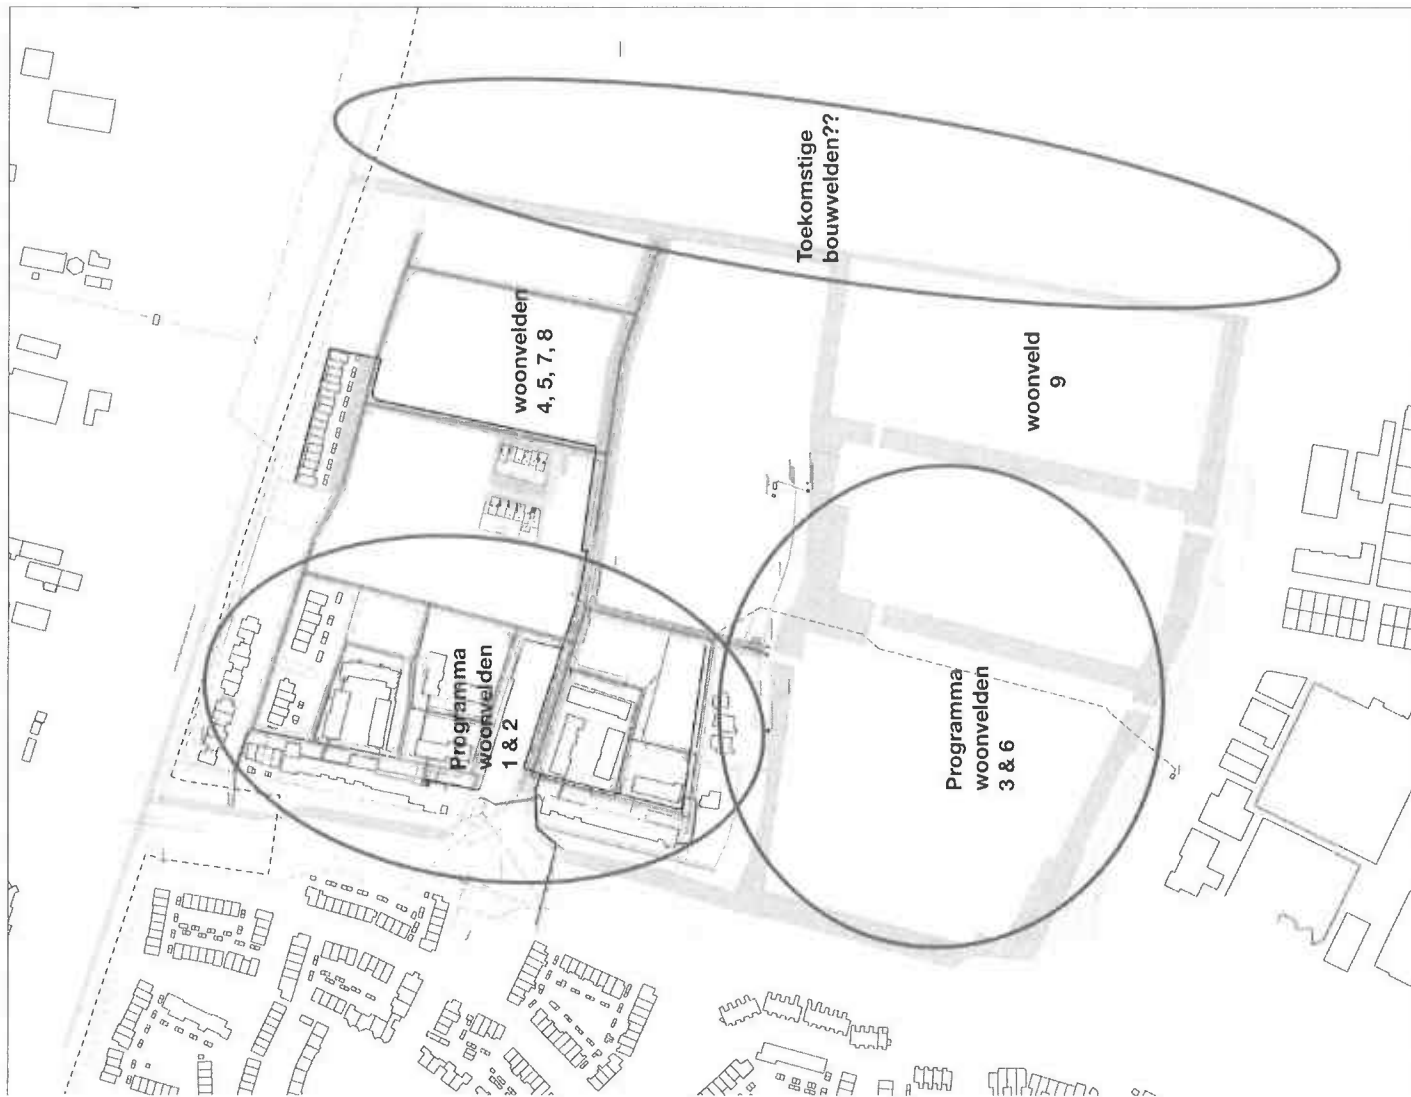 Toekomstige
bouwvelden??
woonvelden
4, 5, 7, 8
woonveld
9
Programma
woonvelden
1 & 2
Programma
woonvelden
3 & 6